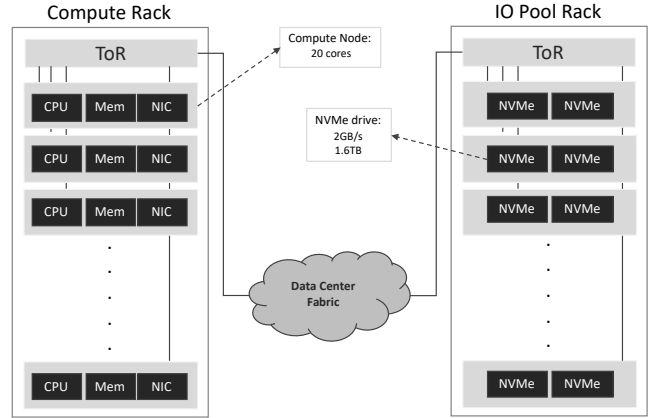 Compute Rack
ToR
CPU Mem NIC
CPU Mem NIC
CPU Mem NIC
CPU Mem NIC
Compute Node:
20 cores
NVMe drive:
2GB/s
1.6TB
Data Center
Fabric
IO Pool Rack
ToR
NVMe NVMe
NVMe NVMe
NVMe NVMe
NVMe NVMe